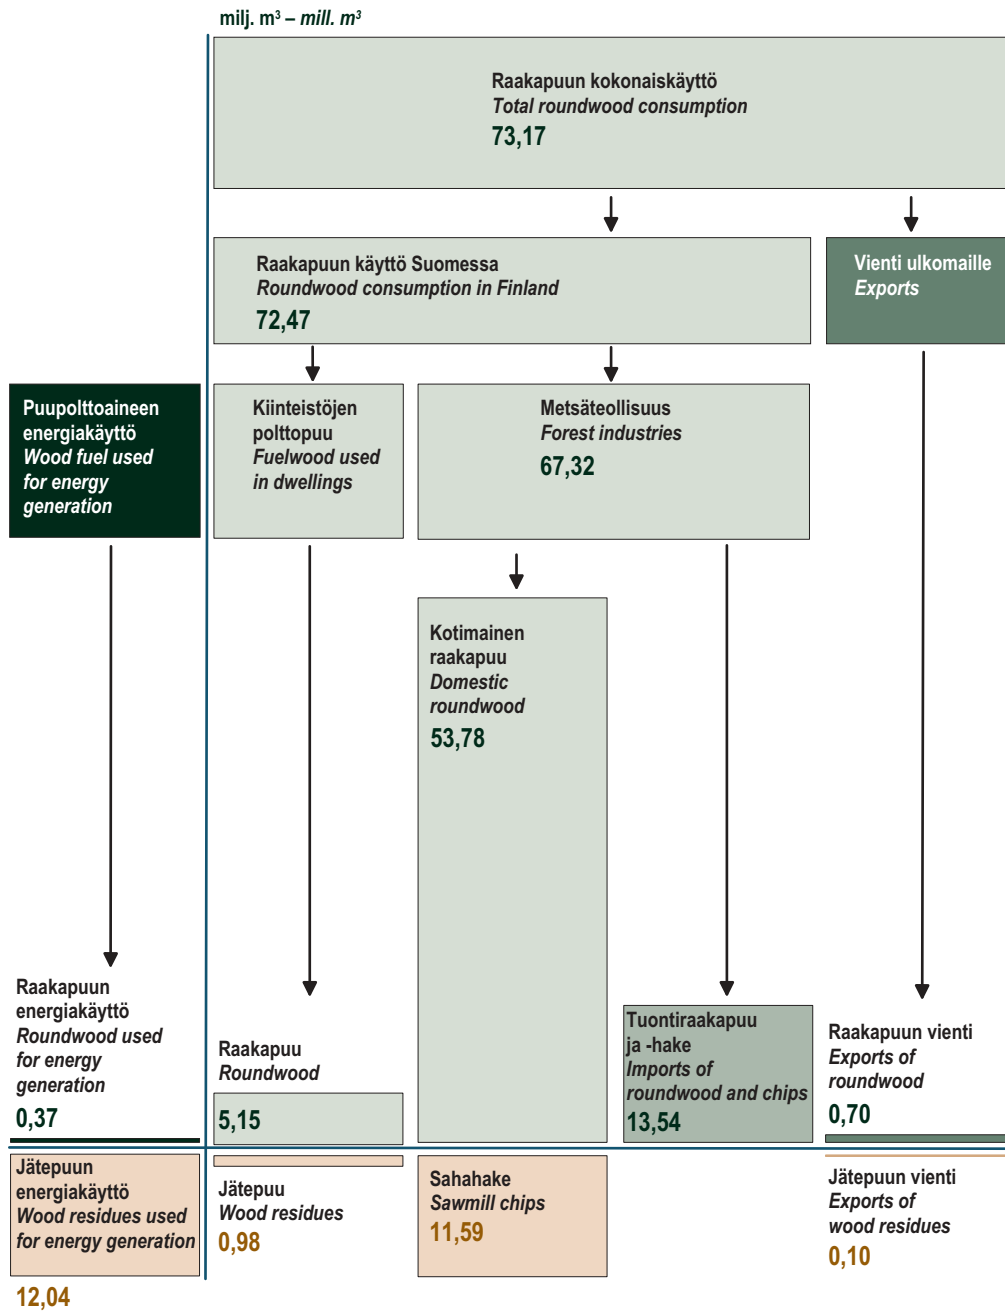 milj. m³ – mill. m³
Raakapuun kokonaiskäyttö
Total roundwood consumption
73,17
Raakapuun käyttö Suomessa
Roundwood consumption in Finland
72,47
Vienti ulkomaille
Exports
Puupolttoaineen
energiakäyttö
Wood fuel used
for energy
generation
Kiinteistöjen
polttopuu
Fuelwood used
in dwellings
Metsäteollisuus
Forest industries
67,32
Kotimainen
raakapuu
Domestic
roundwood
53,78
Raakapuun
energiakäyttö
Roundwood used
for energy
generation
0,37
Raakapuu
Roundwood
5,15
Tuontiraakapuu
ja -hake
Imports of
roundwood and chips
13,54
Raakapuun vienti
Exports of
roundwood
0,70
Jätepuun
energiakäyttö
Wood residues used
for energy generation
12,04
Jätepuu
Wood residues
0,98
Sahahake
Sawmill chips
11,59
Jätepuun vienti
Exports of
wood residues
0,10